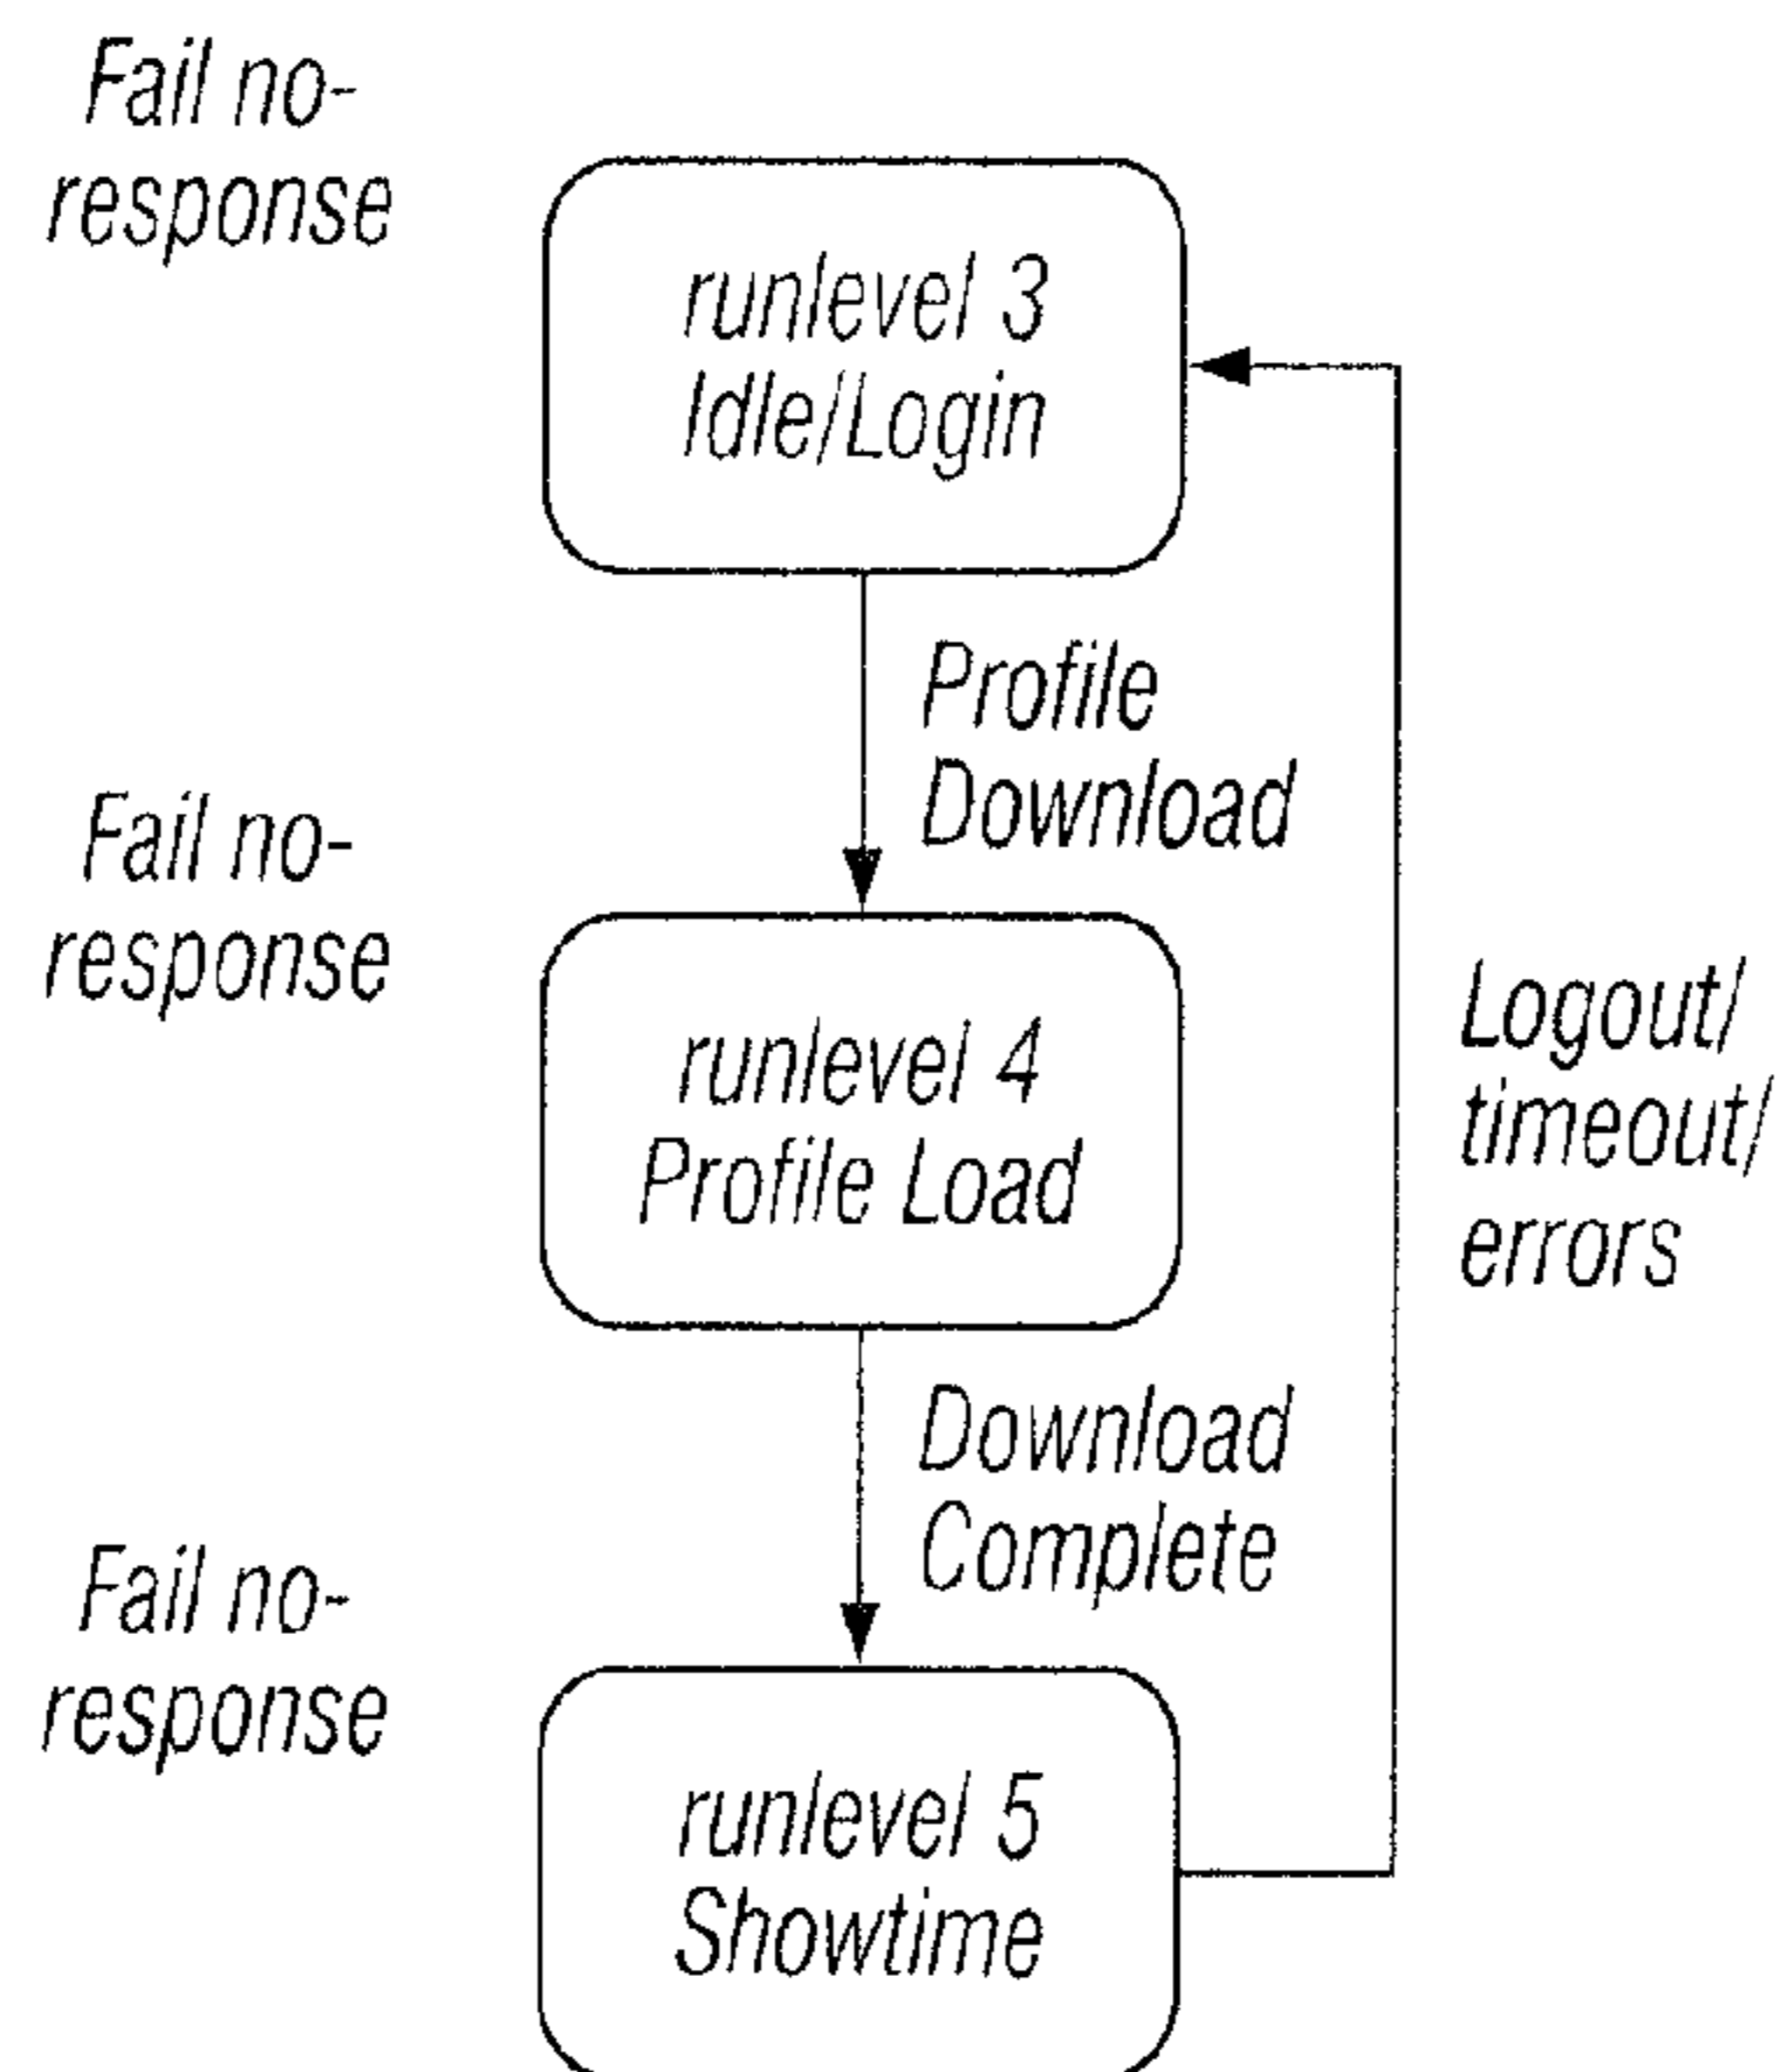 Fail no-
response
runlevel 3
Idle/Login
Profile
Download
Fail no-
response
runlevel 4
Profile Load
Logout/
timeout/
errors
Download
Complete
Fail no-
response
runlevel 5
Showtime